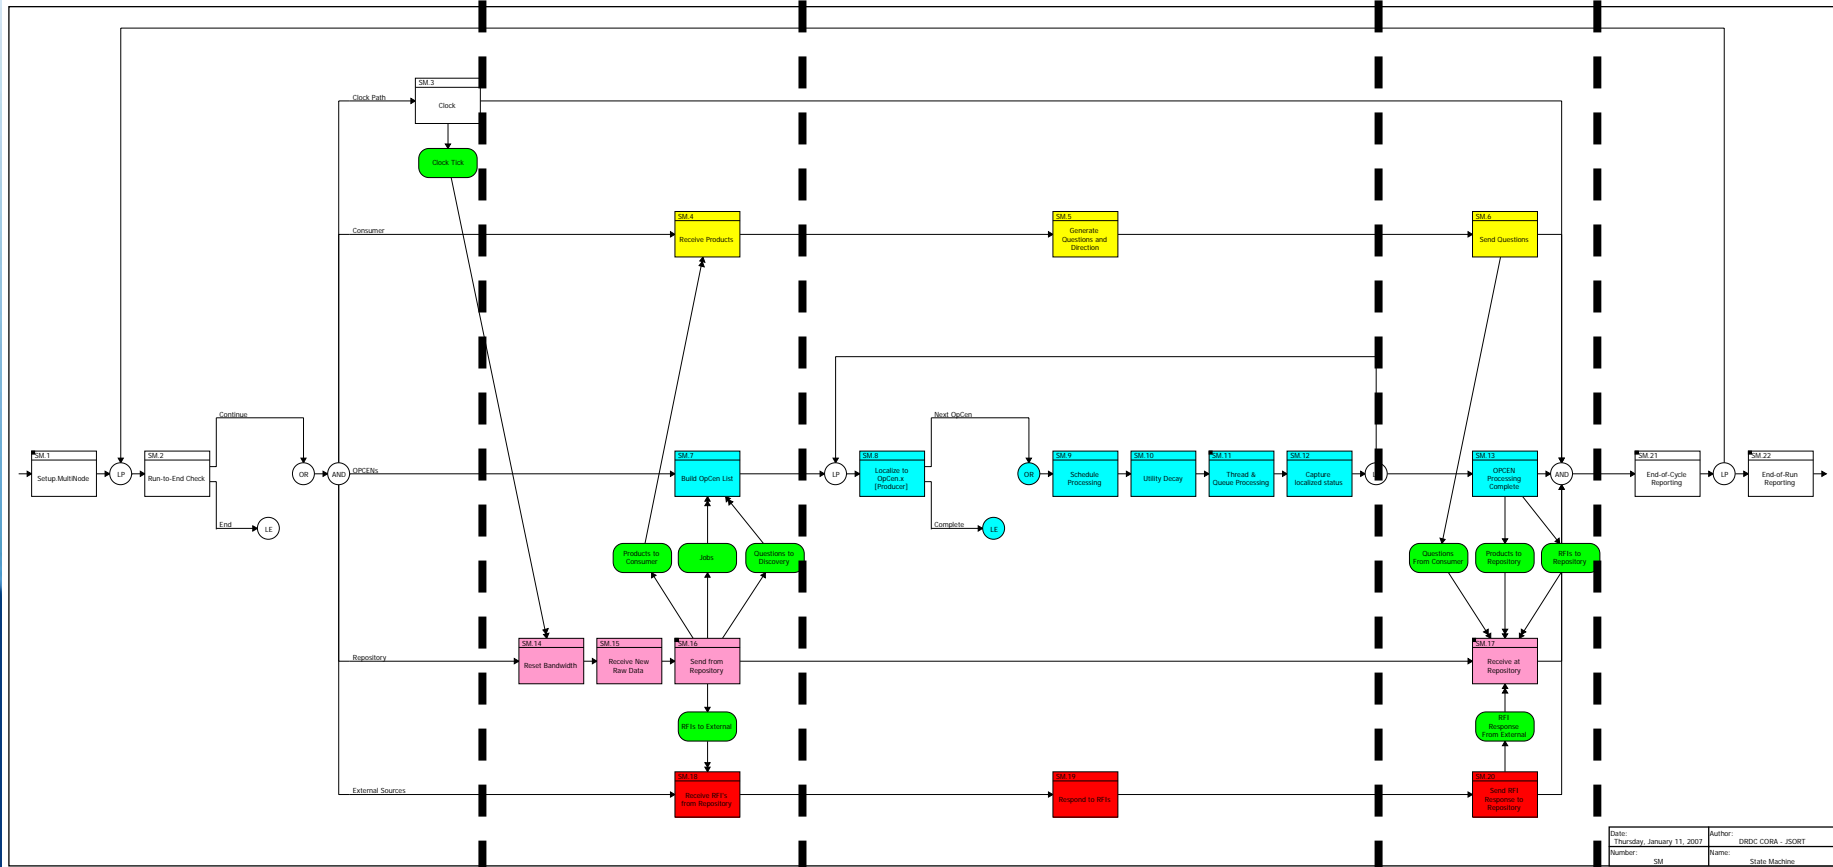 SM.3
Clock Path
Clock
Clock Tick
SM.4
SM.5
SM.6
Consumer
Receive Products
Generate
Questions and
Direction
Send Questions
Continue
Next OpCen
SM.1
SM.2
SM.7
SM.8
SM.9
SM.10
SM.11
SM.12
SM.13
SM.21
SM.22
Setup.MultiNode
LP
Run-to-End Check
OR
AND
OPCENs
Build OpCen List
LP
Localize to
OpCen.x
[Producer]
OR
Schedule
Processing
Utility Decay
Thread &
Queue Processing
Capture
localized status
OPCEN
Processing
Complete
AND
End-of-Cycle
Reporting
LP
End-of-Run
Reporting
End
LE
Complete
LE
Products to
Consumer
Jobs
Questions to
Discovery
Questions
From Consumer
Products to
Repository
RFIs to
Repository
SM.14
SM.15
SM.16
SM.17
Repository
Reset Bandwidth
Receive New
Raw Data
Send from
Repository
Receive at
Repository
RFIs to External
RFI
Response
From External
SM.18
SM.19
SM.20
External Sources
Receive RFI's
from Repository
Respond to RFIs
Send RFI
Response to
Repository
Date:
Thursday, January 11, 2007
Author:
DRDC CORA - JSORT
Number:
SM
Name:
State Machine